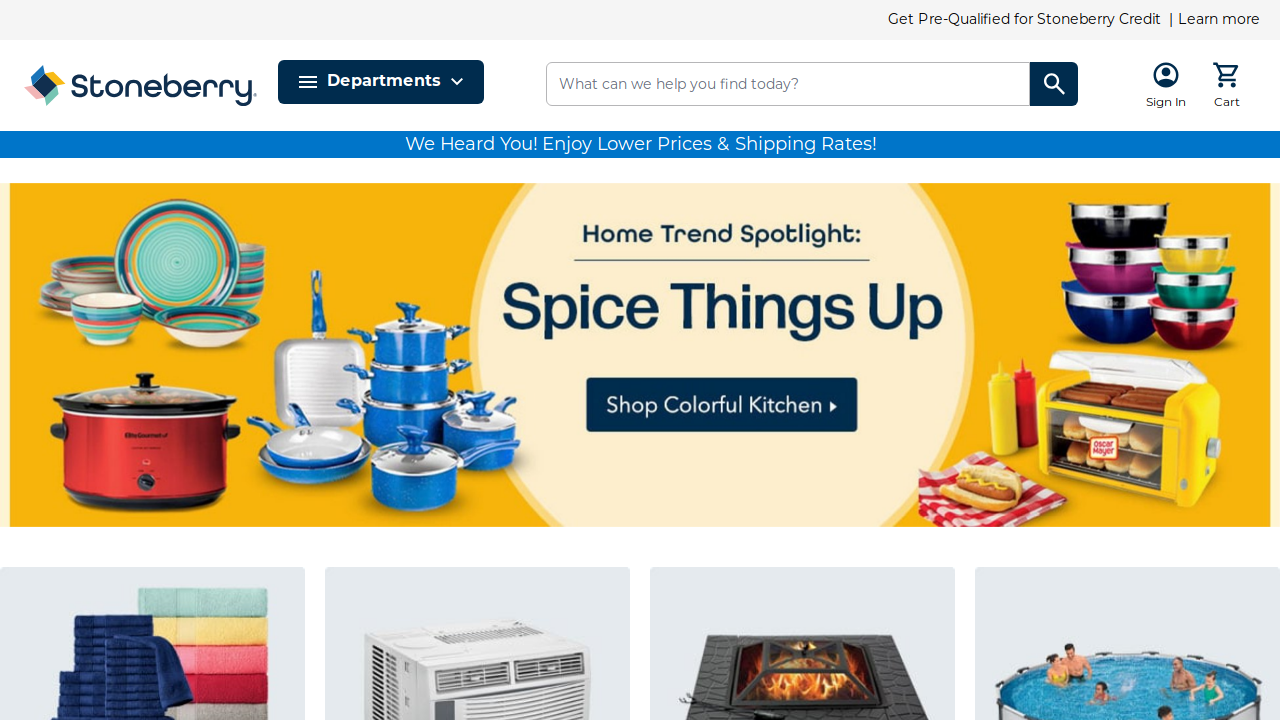 Get Pre-Qualified for Stoneberry Credit | Learn more
Stoneberry
Departments
What can we help you find today?
Sign In
Cart
We Heard You! Enjoy Lower Prices & Shipping Rates!
Home Trend Spotlight:
Spice Things Up
Shop Colorful Kitchen
Elite Gourmet
Oscar
Mayer